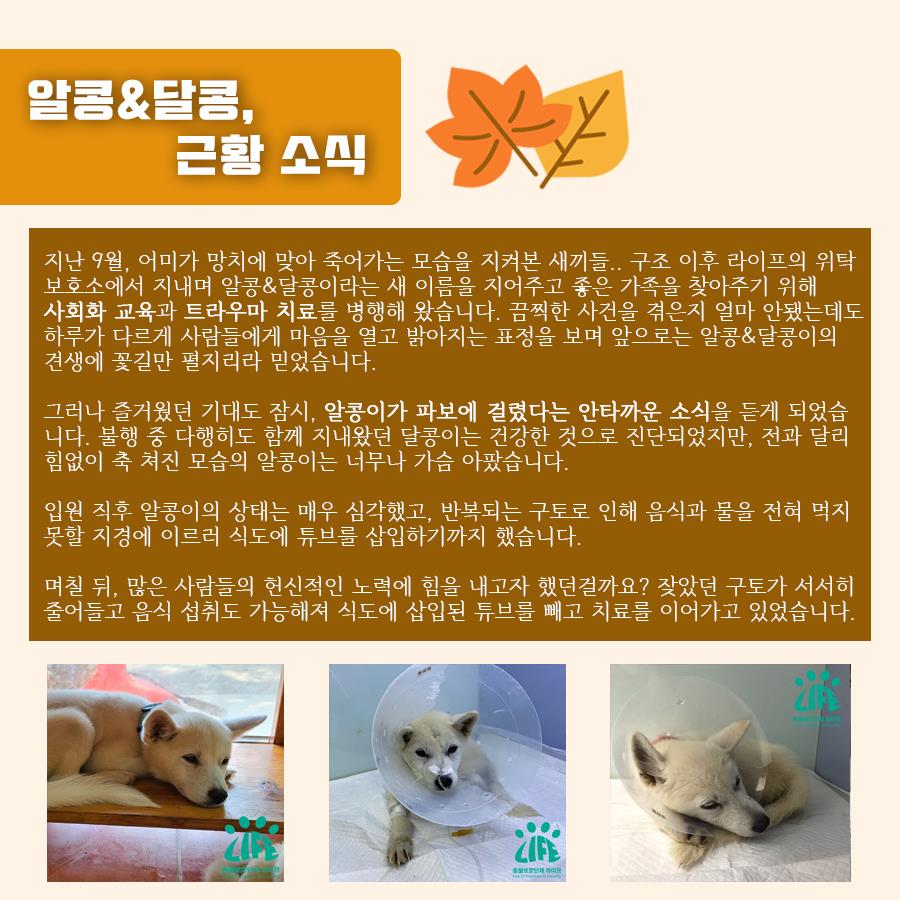 알콩&달콩,
근황 소식
지난 9월, 어미가 망치에 맞아 죽어가는 모습을 지켜본 새끼들.. 구조 이후 라이프의 위탁
보호소에서 지내며 알콩&달콩이라는 새 이름을 지어주고 좋은 가족을 찾아주기 위해
사회화 교육과 트라우마 치료를 병행해 왔습니다. 끔찍한 사건을 겪은지 얼마 안됐는데도
하루가 다르게 사람들에게 마음을 열고 밝아지는 표정을 보며 앞으로는 알콩&달콩이의
견생에 꽃길만 펼지리라 믿었습니다.
그러나 즐거웠던 기대도 잠시, 알콩이가 파보에 걸렸다는 안타까운 소식을 듣게 되었습
니다. 불행 중 다행히도 함께 지내왔던 달콩이는 건강한 것으로 진단되었지만, 전과 달리
힘없이 축 쳐진 모습의 알콩이는 너무나 가슴 아팠습니다.
입원 직후 알콩이의 상태는 매우 심각했고, 반복되는 구토로 인해 음식과 물을 전혀 먹지
못할 지경에 이르러 식도에 튜브를 삽입하기까지 했습니다.
며칠 뒤, 많은 사람들의 헌신적인 노력에 힘을 내고자 했던걸까요? 잦았던 구토가 서서히
줄어들고 음식 섭취도 가능해져 식도에 삽입된 튜브를 빼고 치료를 이어가고 있었습니다.
LIFE
동물보호단체 라이프
LIFE
동물보호단체 라이프
LIFE
동물보호단체 라이프